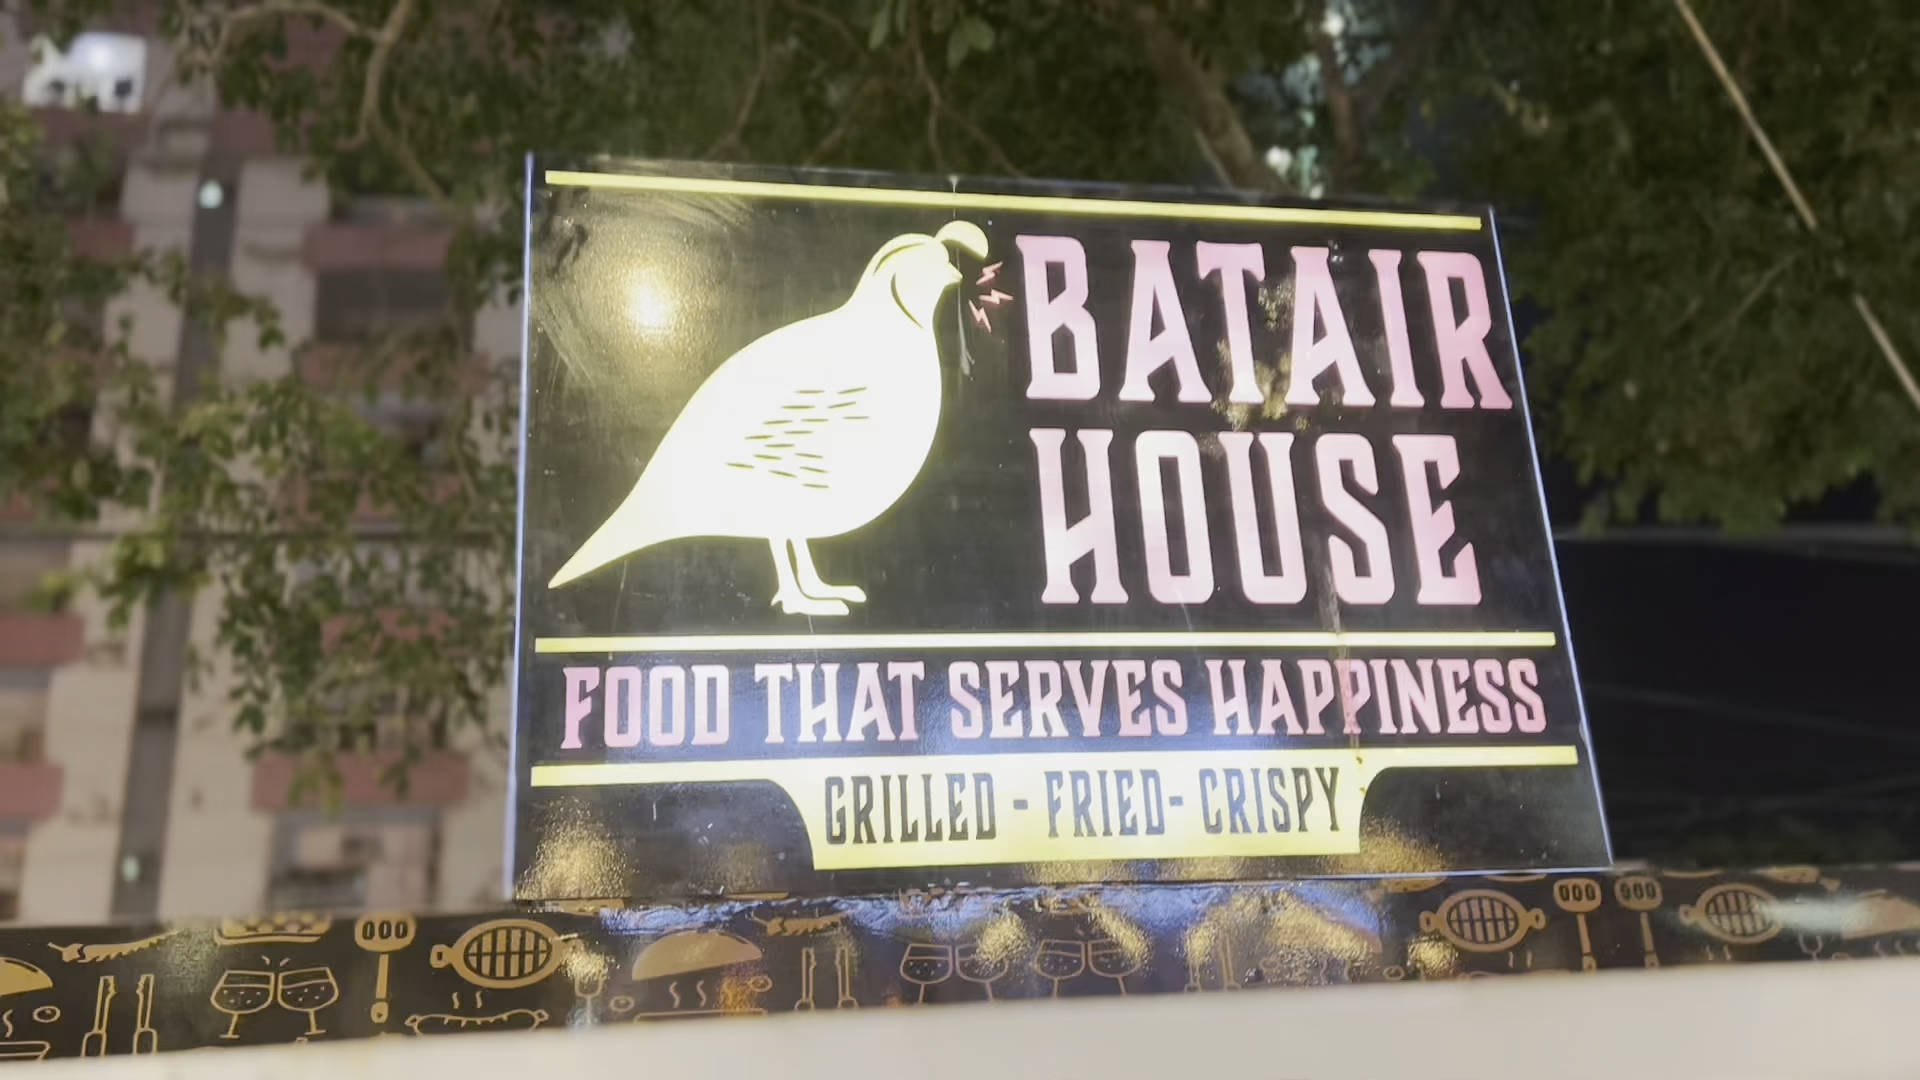 BATAIR
HOUSE
FOOD THAT SERVES HAPPINESS
GRILLED - FRIED- CRISPY